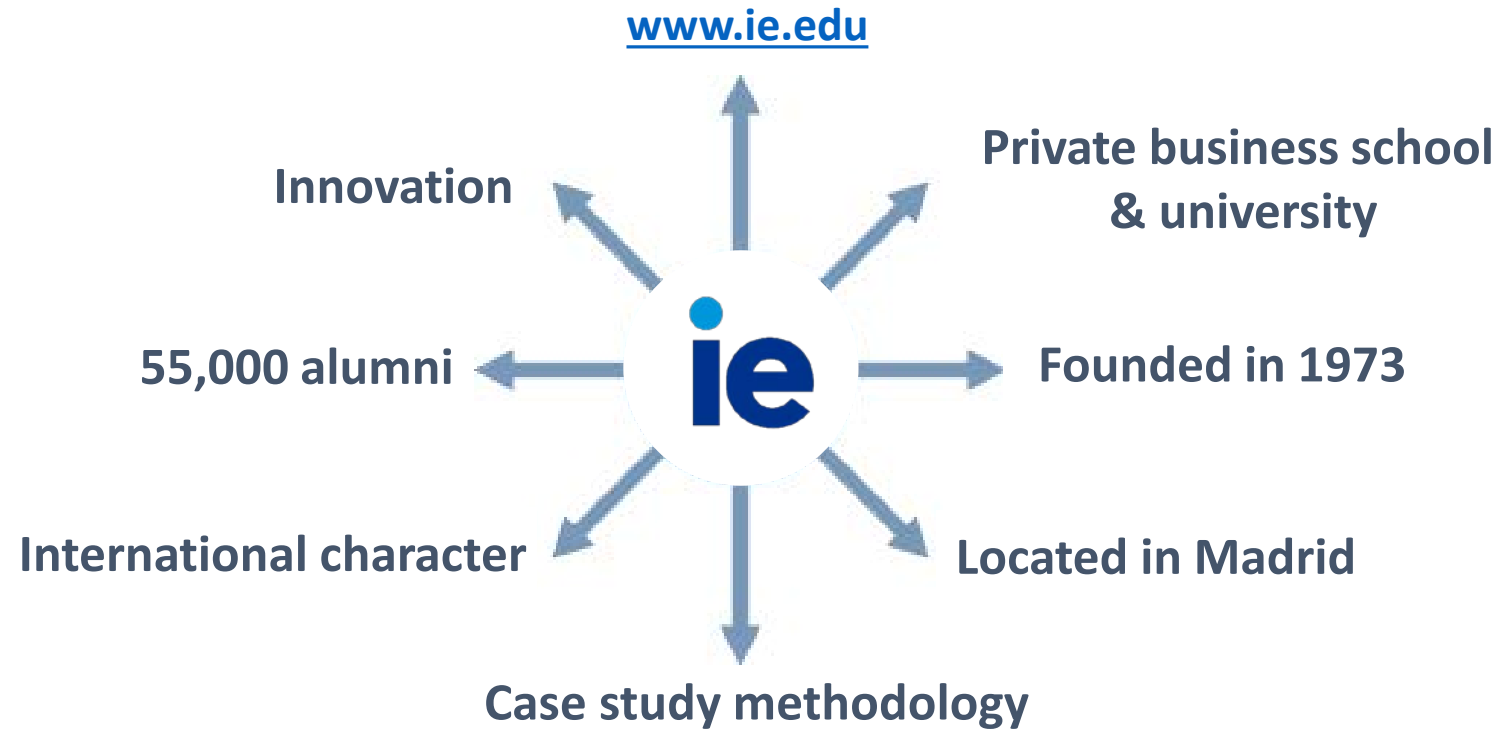 www.ie.edu
Private business school
& university
Innovation
55,000 alumni
ie
Founded in 1973
International character
Located in Madrid
Case study methodology